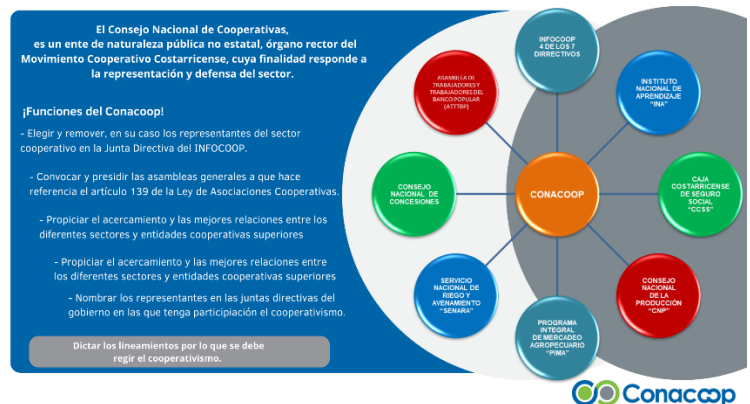 El Consejo Nacional de Cooperativas,
es un ente de naturaleza pública no estatal, órgano rector del
Movimiento Cooperativo Costarricense, cuya finalidad responde a
la representación y defensa del sector.
¡Funciones del Conacoop!
- Elegir y remover, en su caso los representantes del sector
cooperativo en la Junta Directiva del INFOCOOP.
- Convocar y presidir las asambleas generales a que hace
referencia el artículo 139 de la Ley de Asociaciones Cooperativas.
- Propiciar el acercamiento y las mejores relaciones entre los
diferentes sectores y entidades cooperativas superiores
- Propiciar el acercamiento y las mejores relaciones entre
los diferentes sectores y entidades cooperativas superiores
- Nombrar los representantes en las juntas directivas del
gobierno en las que tenga participiación el cooperativismo.
Dictar los lineamientos por lo que se debe
regir el cooperativismo.
INFOCOOP
4 DE LOS 7
DIRRECTIVOS
INSTITUTO
NACIONAL DE
APRENDIZAJE
"INA"
CAJA
COSTARRICENSE
DE SEGURO
SOCIAL
"CCSS"
CONSEJO
NACIONAL
DE LA
PRODUCCIÓN
"CNP"
PROGRAMA
INTEGRAL
DE MERCADEO
AGROPECUARIO
"PIMA"
SERVICIO
NACIONAL DE
RIEGO Y
AVENAMIENTO
"SENARA"
CONSEJO
NACIONAL DE
CONCESIONES
ASAMBLEA DE
TRABAJADORES Y
TRABAJADORES DEL
BANCO POPULAR
(ATTTBP)
CONACOOP
Conacoop